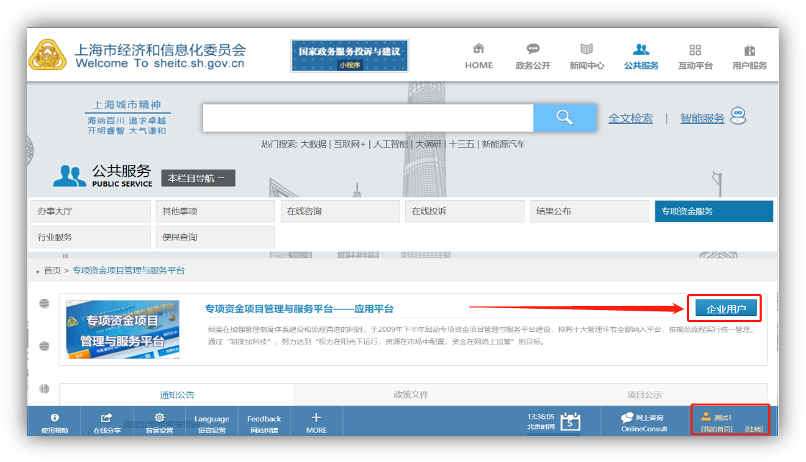 上海市经济和信息化委员会
Welcome To sheitc.sh.gov.cn
国家政务服务投诉与建议
小程序
HOME
政务公开
新闻中心
公共服务
互动平台
用户服务
上海城市精神
海纳百川 追求卓越
开明睿智 大气谦和
全文检索 | 智能服务
热门搜索: 大数据 | 互联网+ | 人工智能 | 大调研 | 十三五 | 新能源汽车
公共服务
PUBLIC SERVICE
本栏目导航
办事大厅
其他事项
在线咨询
在线投诉
结果公布
专项资金服务
行业服务
便民查询
首页 > 专项资金项目管理与服务平台
专项资金项目
管理与服务平台
专项资金项目管理与服务平台——应用平台
我委在加强管理制度体系建设和流程再造的同时，于2009年下半年启动专项资金项目管理与服务平台建设，拟将十大管理环节全部纳入平台，按规范流程实行统一管理。
通过“制度加科技”，努力达到“权力在阳光下运行，资源在市场中配置，资金在网络上监管”的目标。
企业用户
通知公告
政策文件
项目公示
使用帮助
在线分享
背景设置
Language
语言设置
Feedback
网站纠错
MORE
13:36:05
北京时间
5
网上咨询
OnlineConsult
测试1
[我的首页]
[注销]